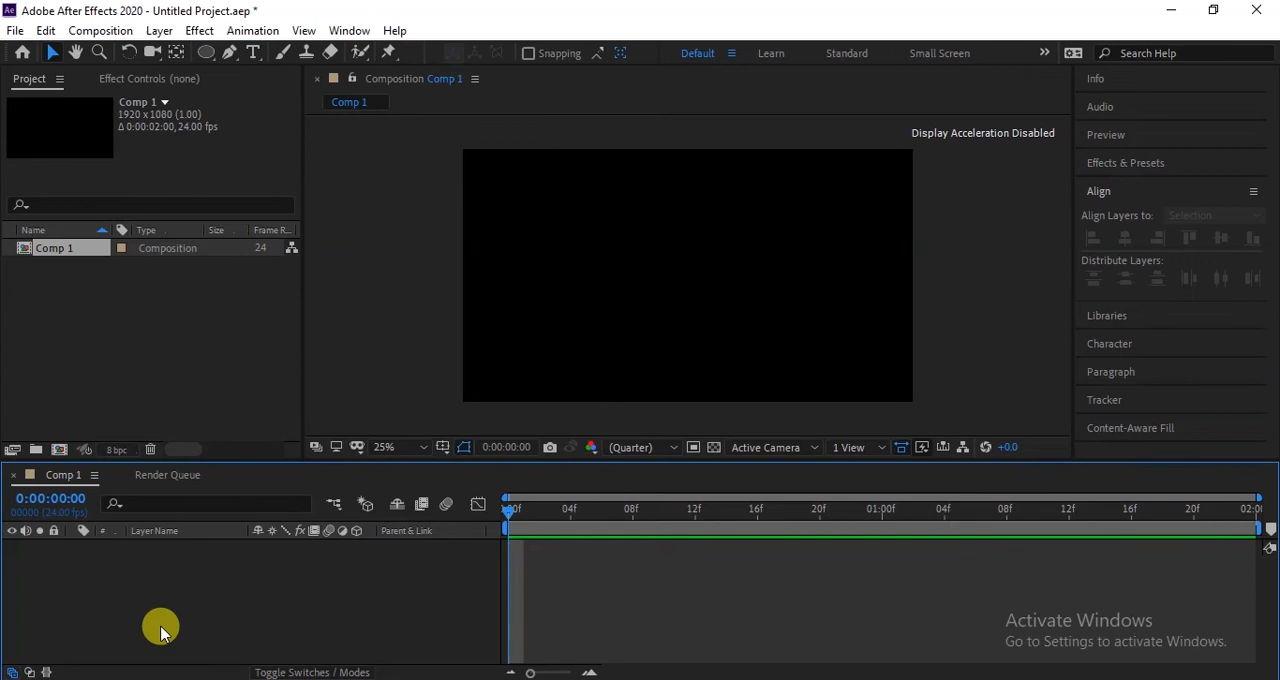 Adobe After Effects 2020 - Untitled Project.aep *
File Edit Composition Layer Effect Animation View Window Help
Snapping Default Learn Standard Small Screen Search Help
Project Effect Controls (none)
Comp 1
1920 x 1080 (1.00)
Δ 0:00:02:00, 24.00 fps
Name Type Size Frame R...
Comp 1 Composition 24
8 bpc
Composition Comp 1
Comp 1
Display Acceleration Disabled
25% 0:00:00:00 (Quarter) Active Camera 1 View +0.0
Info
Audio
Preview
Effects & Presets
Align
Align Layers to: Selection
Distribute Layers:
Libraries
Character
Paragraph
Tracker
Content-Aware Fill
Comp 1 Render Queue
0:00:00:00
00000 (24.00 fps)
# Layer Name Parent & Link
04f 08f 12f 16f 20f 01:00f 04f 08f 12f 16f 20f
Activate Windows
Go to Settings to activate Windows.
Toggle Switches / Modes